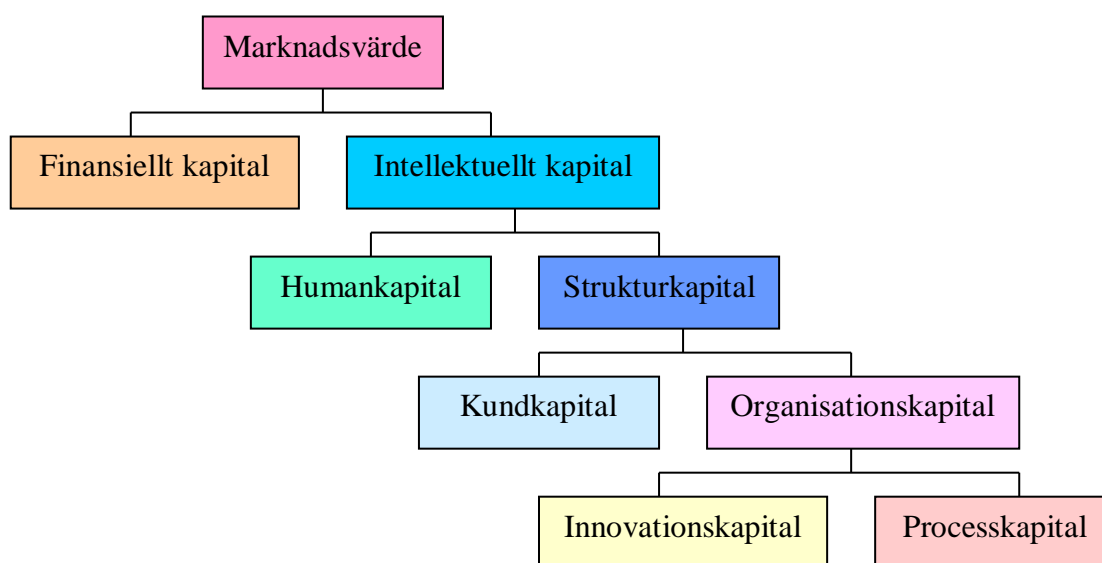 Marknadsvärde
Finansiellt kapital
Intellektuellt kapital
Humankapital
Strukturkapital
Kundkapital
Organisationskapital
Innovationskapital
Processkapital